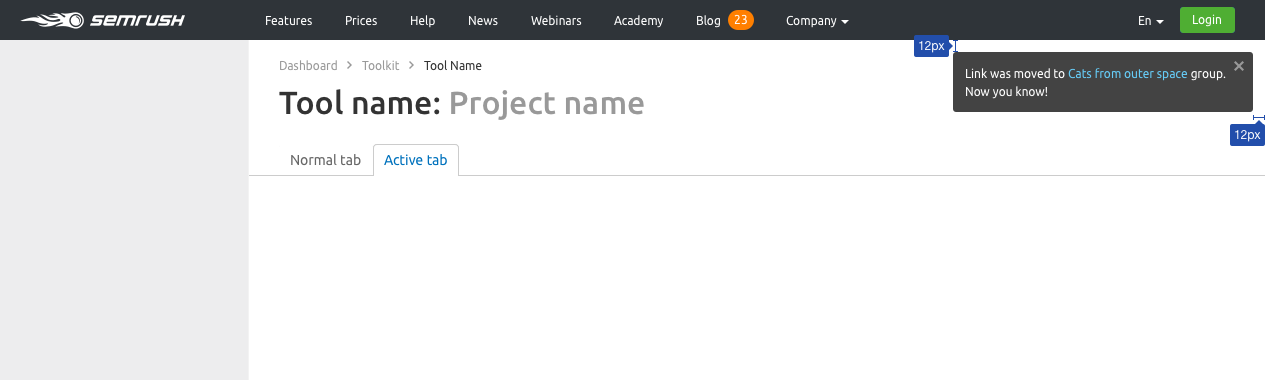 SEMRUSH Features Prices Help News Webinars Academy Blog 23 Company En Login
12px
Dashboard > Toolkit > Tool Name
Link was moved to Cats from outer space group.
Now you know!
Tool name: Project name
12px
Normal tab Active tab